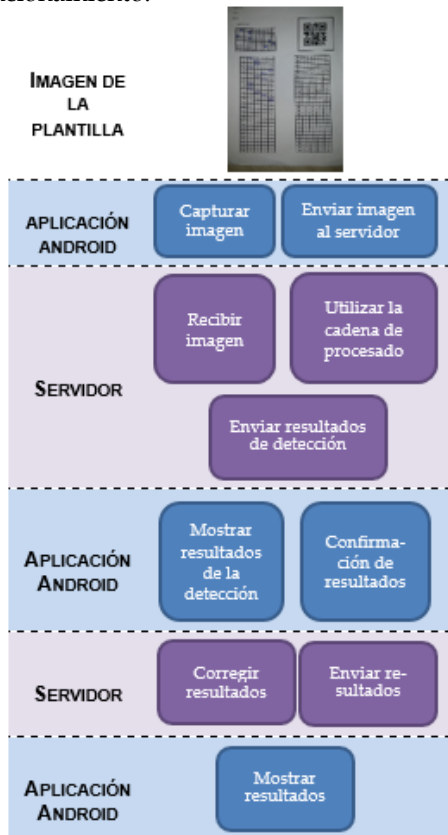 IMAGEN DE
LA
PLANTILLA
APLICACIÓN
ANDROID
Capturar
imagen
Enviar imagen
al servidor
SERVIDOR
Recibir
imagen
Utilizar la
cadena de
procesado
Enviar resultados
de detección
APLICACIÓN
ANDROID
Mostrar
resultados
de la
detección
Confirma-
ción de
resultados
SERVIDOR
Corregir
resultados
Enviar re-
sultados
APLICACIÓN
ANDROID
Mostrar
resultados